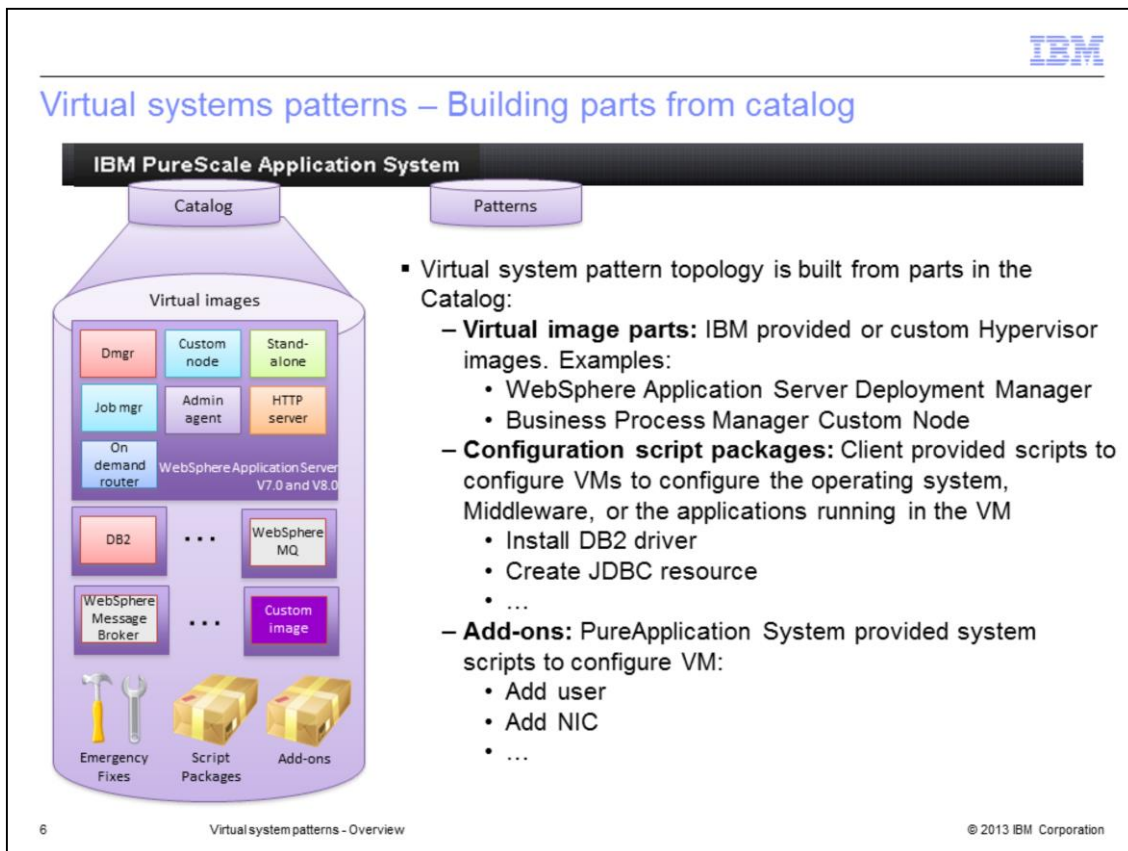 IBM
Virtual systems patterns – Building parts from catalog
IBM PureScale Application System
Catalog
Patterns
Virtual images
Dmgr
Custom
node
Stand-
alone
Job mgr
Admin
agent
HTTP
server
On
demand
router
WebSphere Application Server
V7.0 and V8.0
DB2
...
WebSphere
MQ
WebSphere
Message
Broker
...
Custom
image
Emergency
Fixes
Script
Packages
Add-ons
▪ Virtual system pattern topology is built from parts in the
Catalog:
– Virtual image parts: IBM provided or custom Hypervisor
images. Examples:
• WebSphere Application Server Deployment Manager
• Business Process Manager Custom Node
– Configuration script packages: Client provided scripts to
configure VMs to configure the operating system,
Middleware, or the applications running in the VM
• Install DB2 driver
• Create JDBC resource
• ...
– Add-ons: PureApplication System provided system
scripts to configure VM:
• Add user
• Add NIC
• ...
6
Virtual system patterns - Overview
© 2013 IBM Corporation